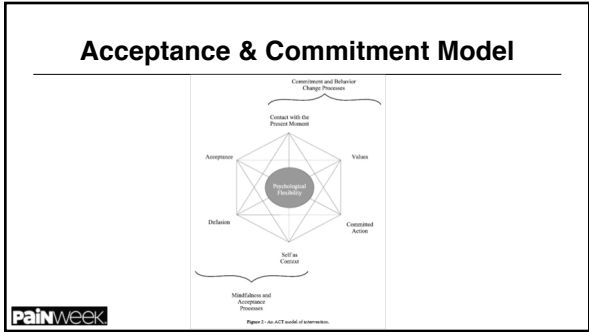 Acceptance & Commitment Model
Commitment and Behavior
Change Processes
Contact with the
Present Moment
Acceptance
Values
Psychological
Flexibility
Defusion
Committed
Action
Self as
Context
Mindfulness and
Acceptance
Processes
Figure 2 - An ACT model of intervention.
PAINWEEK.